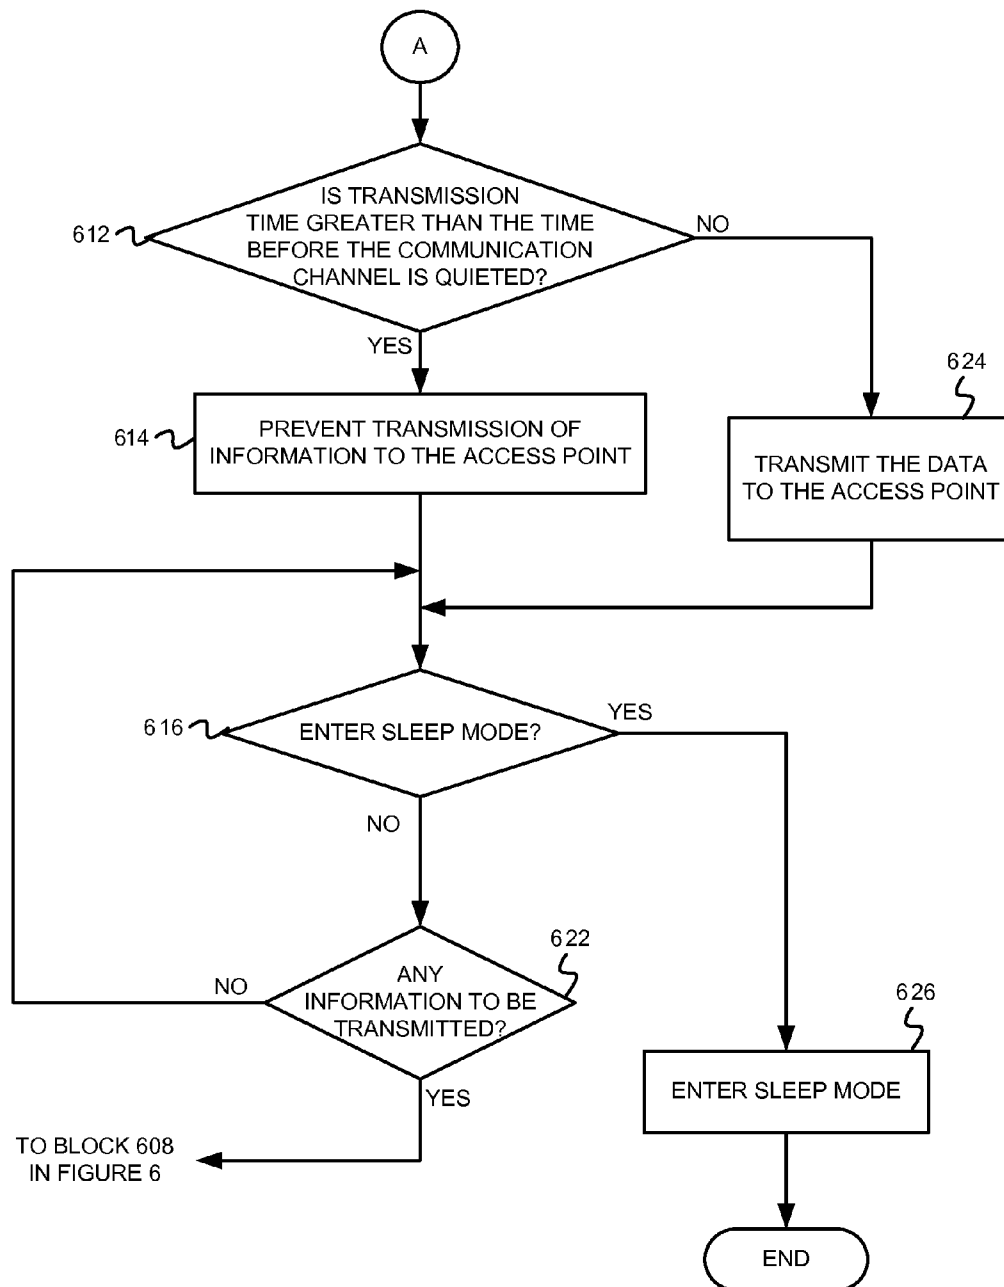 A
IS TRANSMISSION
TIME GREATER THAN THE TIME
BEFORE THE COMMUNICATION
CHANNEL IS QUIETED?
612
NO
YES
624
614
PREVENT TRANSMISSION OF
INFORMATION TO THE ACCESS POINT
TRANSMIT THE DATA
TO THE ACCESS POINT
616
ENTER SLEEP MODE?
YES
NO
622
ANY
INFORMATION TO BE
TRANSMITTED?
NO
YES
626
ENTER SLEEP MODE
TO BLOCK 608
IN FIGURE 6
END